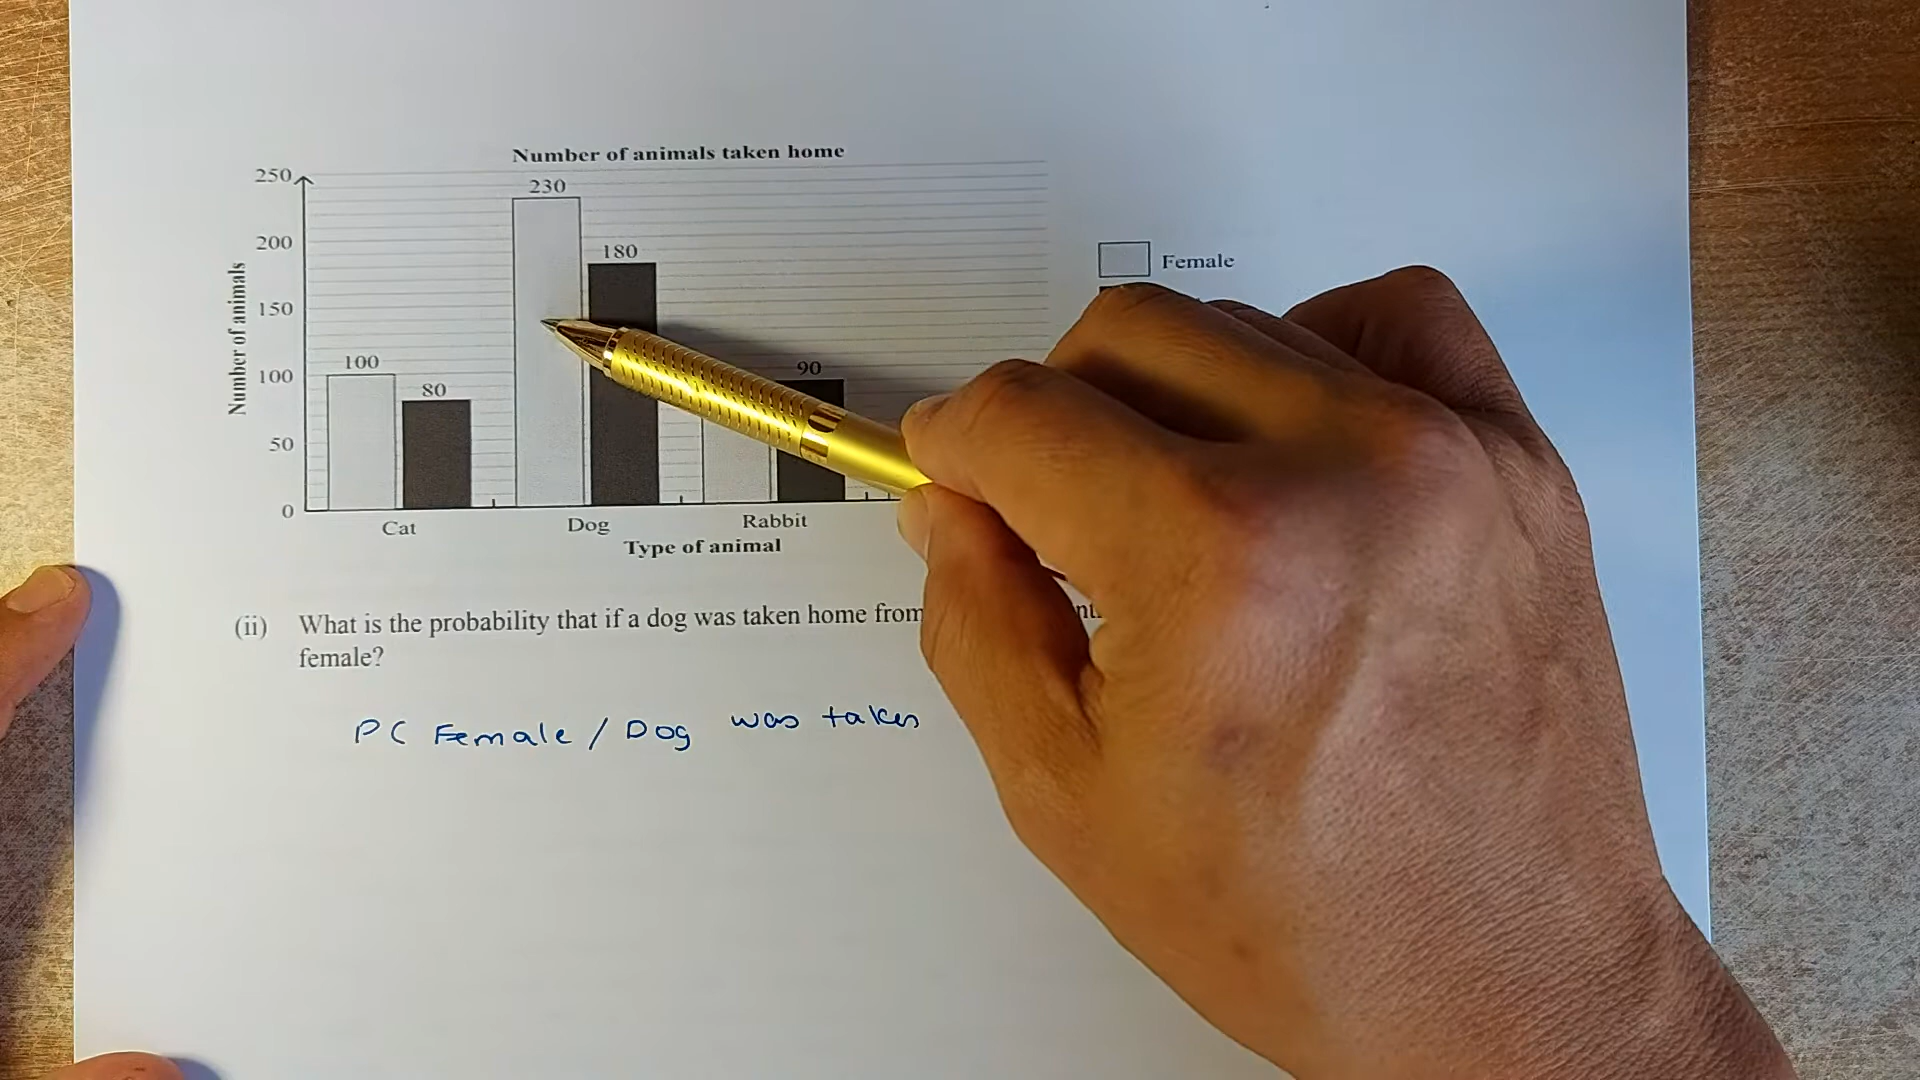 Number of animals taken home
250
200
150
100
50
0
Number of animals
100
80
230
180
90
Cat
Dog
Rabbit
Type of animal
Female
(ii) What is the probability that if a dog was taken home from
female?
P( Female / Dog was taken